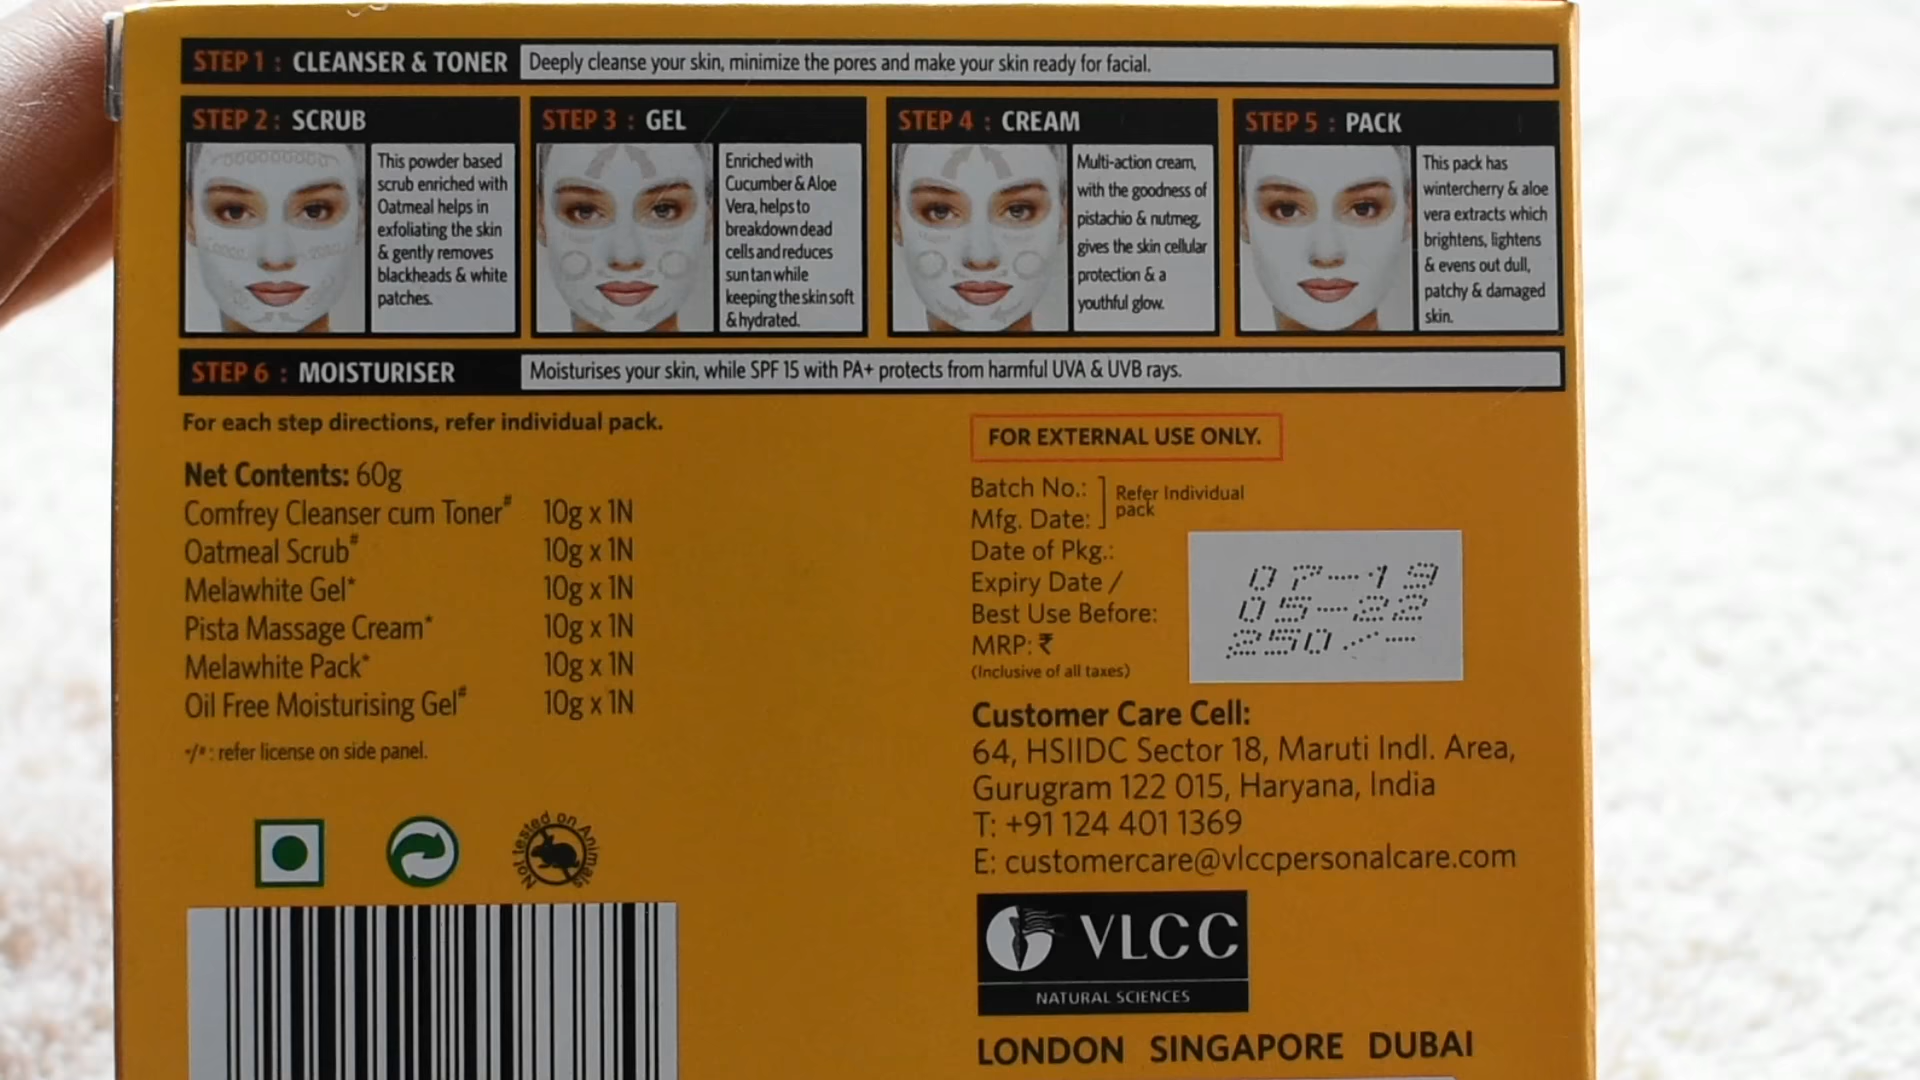 STEP 1 : CLEANSER & TONER Deeply cleanse your skin, minimize the pores and make your skin ready for facial.
STEP 2 : SCRUB
This powder based
scrub enriched with
Oatmeal helps in
exfoliating the skin
& gently removes
blackheads & white
patches.
STEP 3 : GEL
Enriched with
Cucumber & Aloe
Vera, helps to
breakdown dead
cells and reduces
sun tan while
keeping the skin soft
& hydrated.
STEP 4 : CREAM
Multi-action cream,
with the goodness of
pistachio & nutmeg,
gives the skin cellular
protection & a
youthful glow.
STEP 5 : PACK
This pack has
wintercherry & aloe
vera extracts which
brightens, lightens
& evens out dull,
patchy & damaged
skin.
STEP 6 : MOISTURISER Moisturises your skin, while SPF 15 with PA+ protects from harmful UVA & UVB rays.
For each step directions, refer individual pack.
Net Contents: 60g
Comfrey Cleanser cum Toner# 10g x 1N
Oatmeal Scrub# 10g x 1N
Melawhite Gel* 10g x 1N
Pista Massage Cream* 10g x 1N
Melawhite Pack* 10g x 1N
Oil Free Moisturising Gel# 10g x 1N
*/#: refer license on side panel.
Not tested on Animals
FOR EXTERNAL USE ONLY.
Batch No.:
Mfg. Date:
Refer Individual
pack
Date of Pkg.: 07-19
Expiry Date /
Best Use Before: 05-22
MRP: ₹ 250/-
(Inclusive of all taxes)
Customer Care Cell:
64, HSIIDC Sector 18, Maruti Indl. Area,
Gurugram 122 015, Haryana, India
T: +91 124 401 1369
E: customercare@vlccpersonalcare.com
VLCC
NATURAL SCIENCES
LONDON SINGAPORE DUBAI